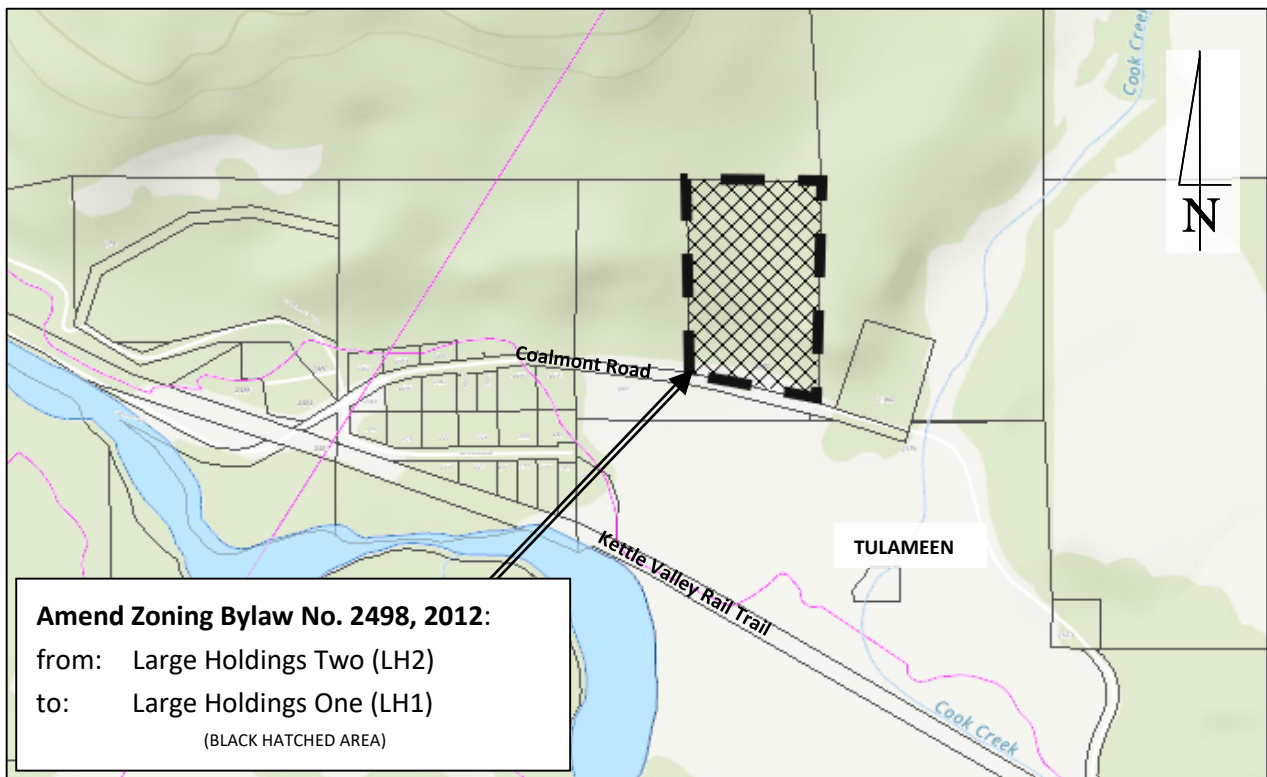 Cook Creek
N
Coalmont Road
Kettle Valley Rail Trail
TULAMEEN
Cook Creek
Amend Zoning Bylaw No. 2498, 2012:
from: Large Holdings Two (LH2)
to: Large Holdings One (LH1)
(BLACK HATCHED AREA)